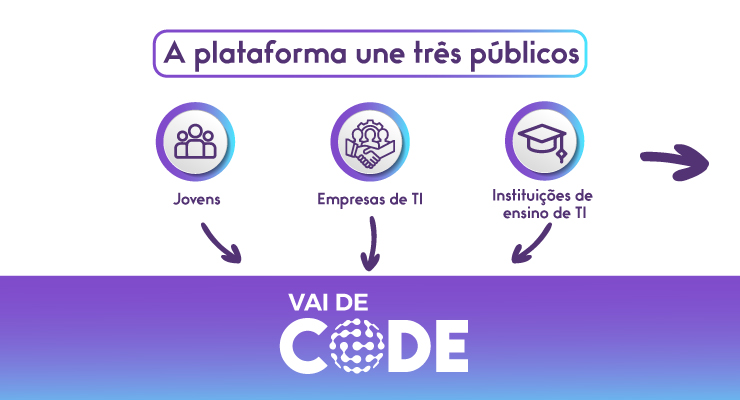 A plataforma une três públicos
Jovens
Empresas de TI
Instituições de
ensino de TI
VAI DE
CODE